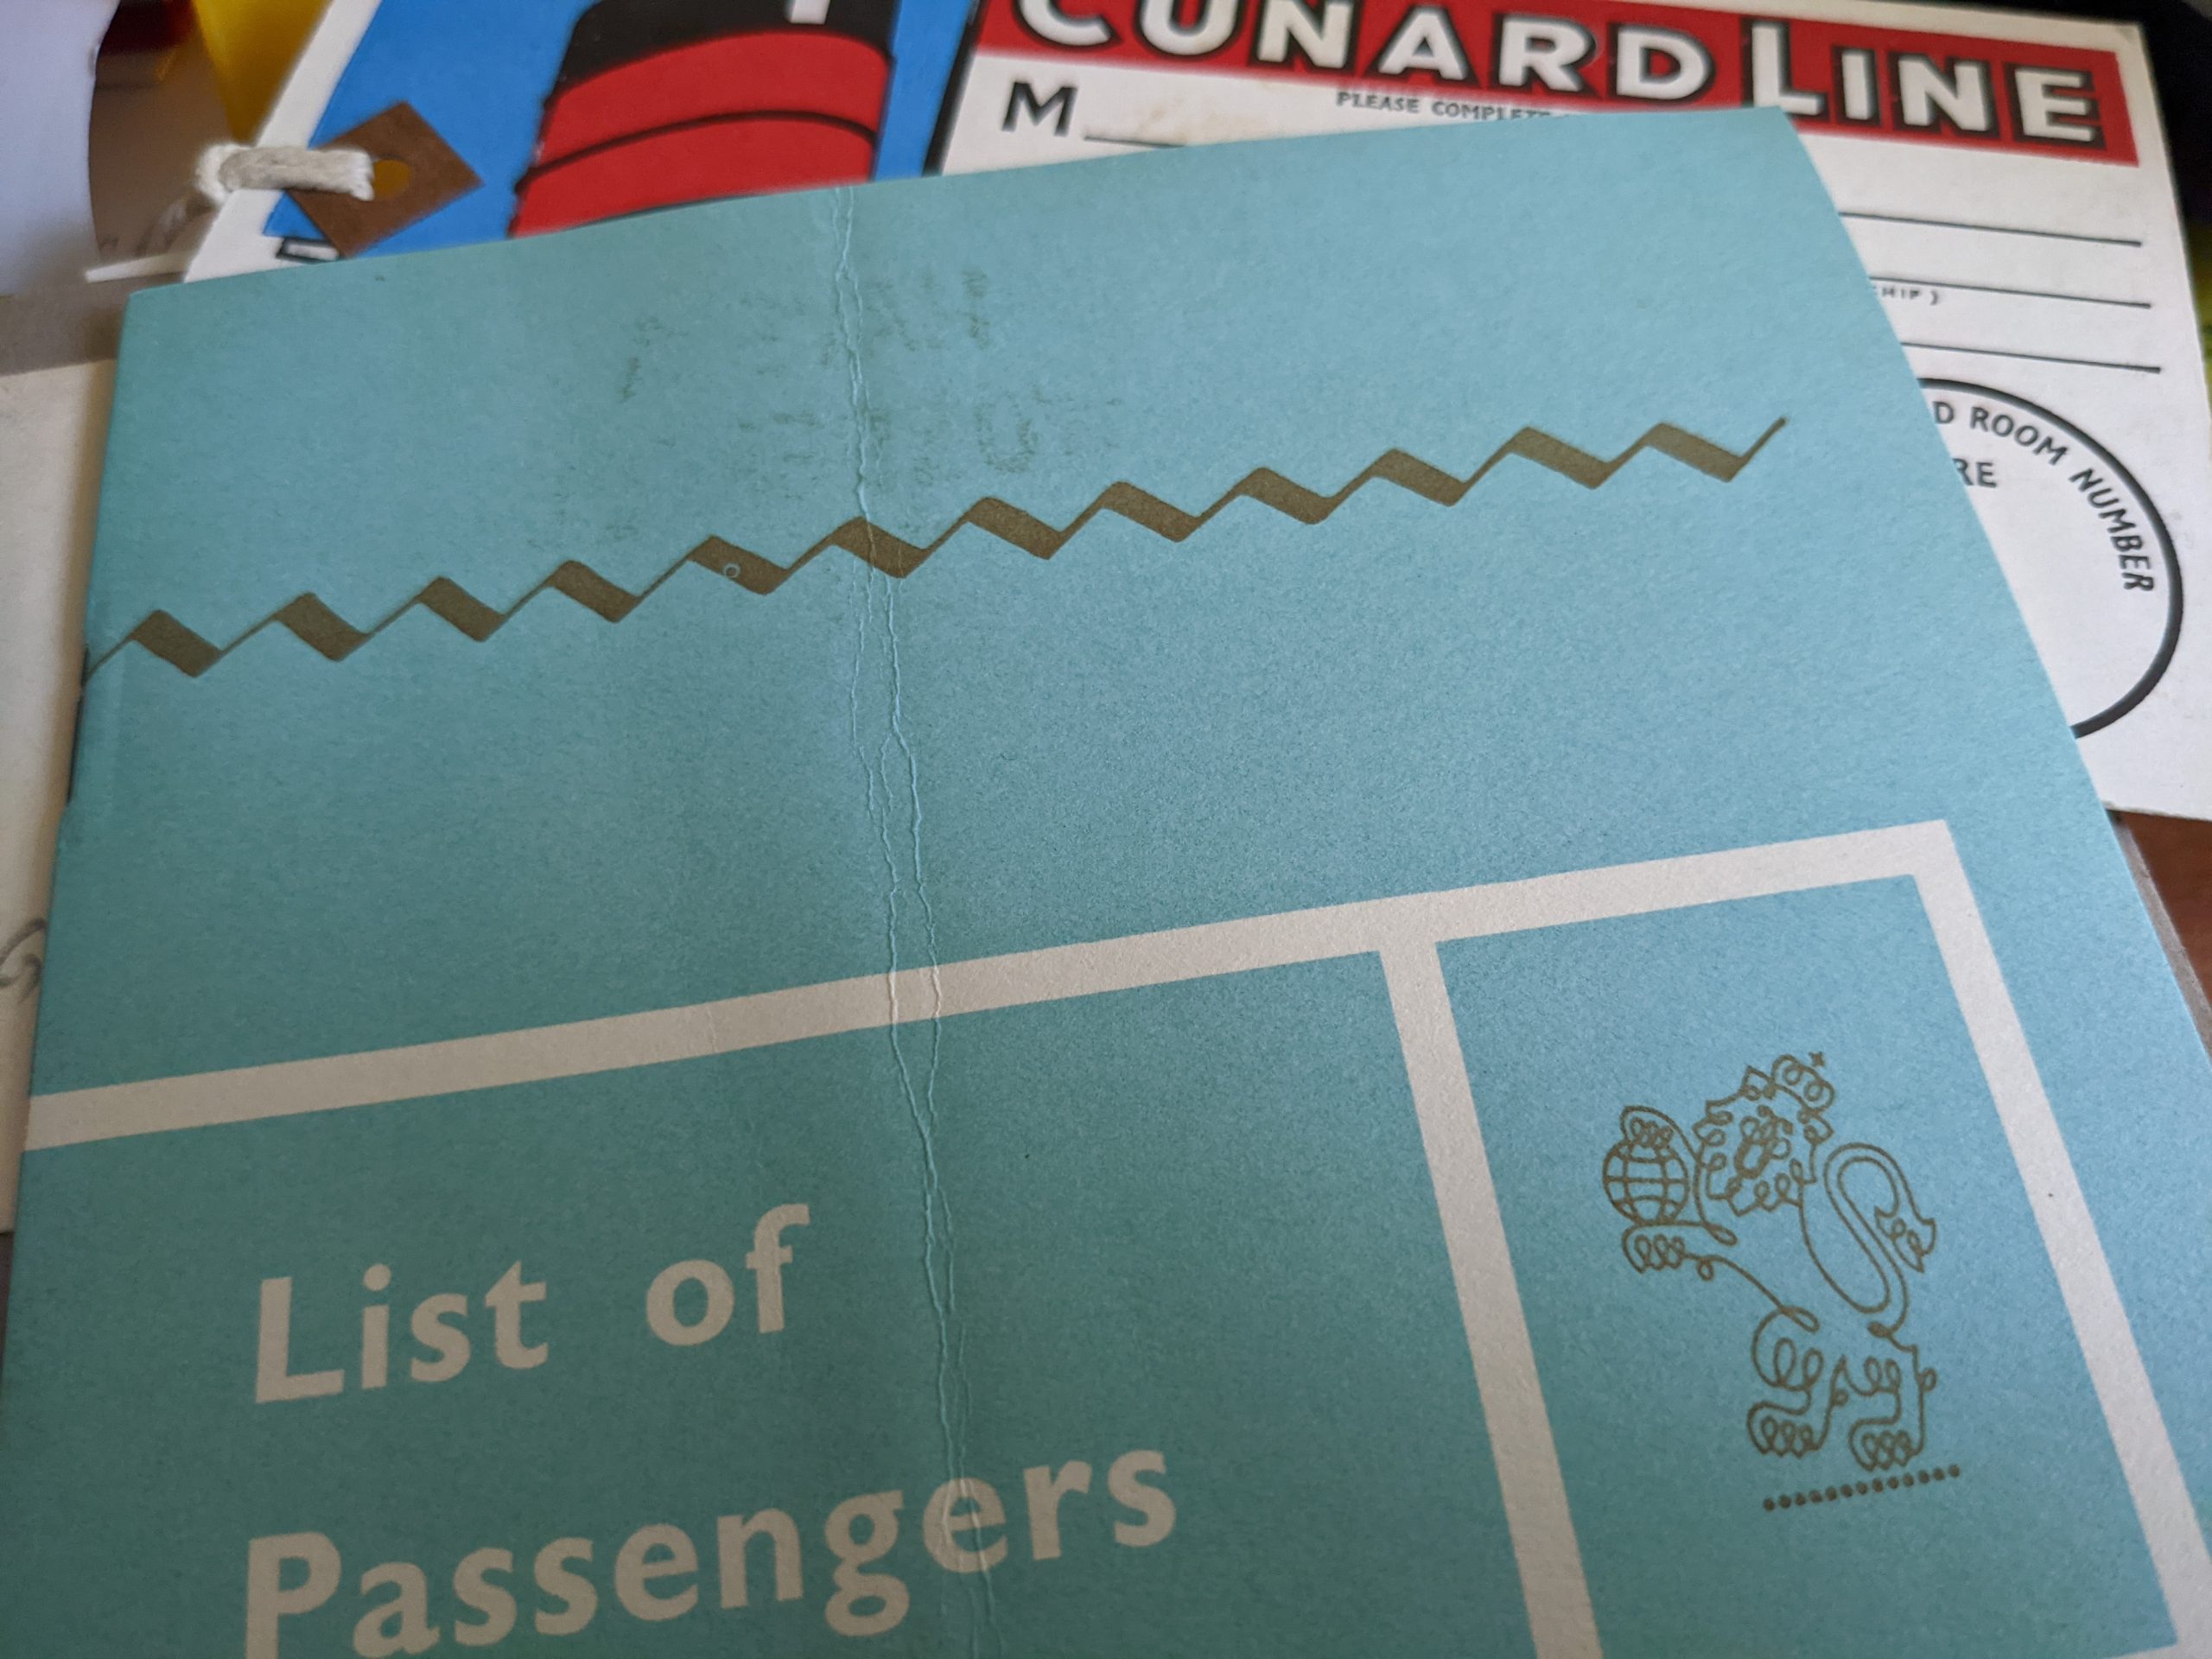 CUNARD LINE
PLEASE COMPLETE
M
SHIP)
D ROOM NUMBER
RE
List of
Passengers